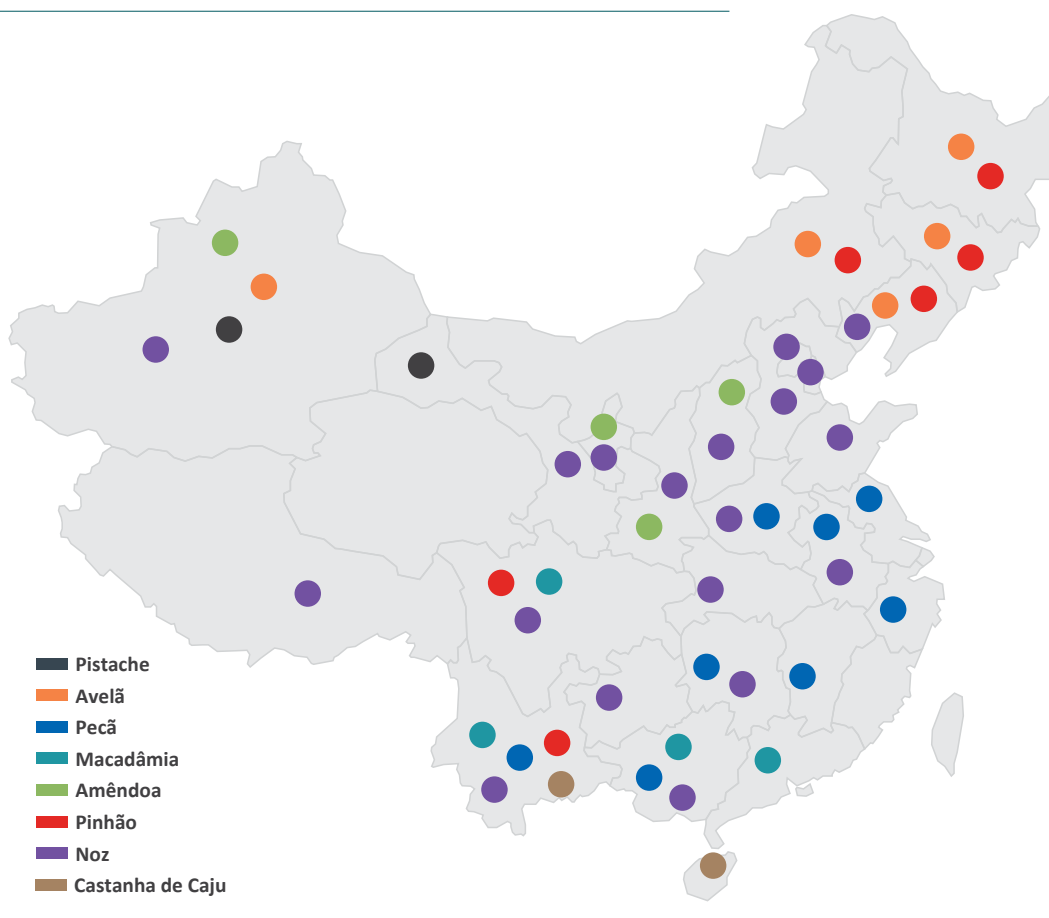 Pistache
Avelã
Pecã
Macadâmia
Amêndoa
Pinhão
Noz
Castanha de Caju